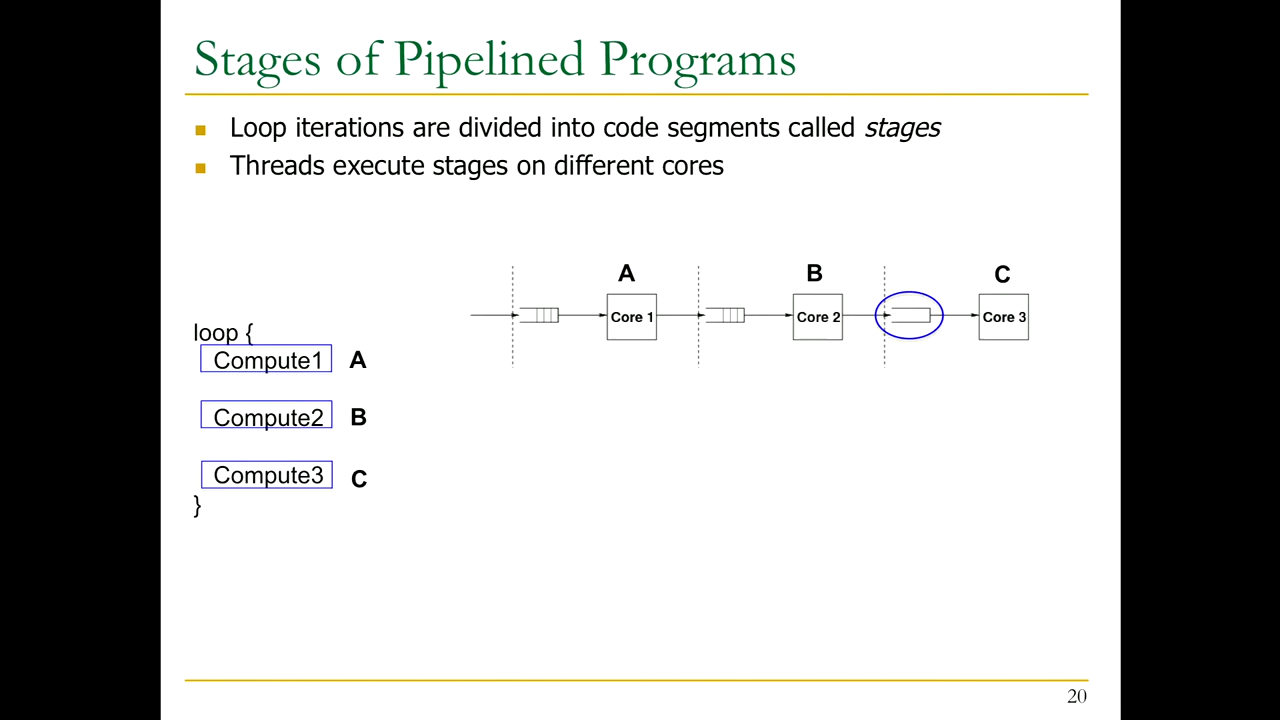 Stages of Pipelined Programs
Loop iterations are divided into code segments called stages
Threads execute stages on different cores
A B C
Core 1 Core 2 Core 3
loop {
Compute1 A
Compute2 B
Compute3 C
}
20